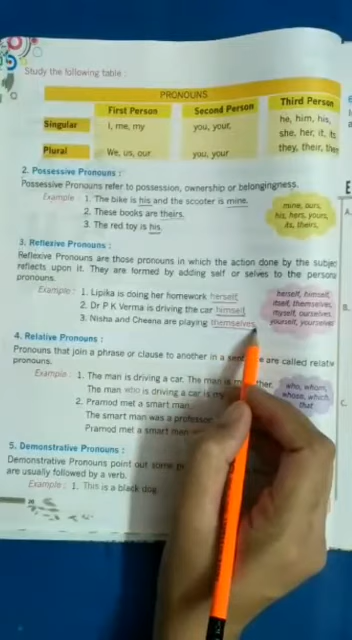 Study the following table :
PRONOUNS
First Person Second Person Third Person
Singular I, me, my you, your, he, him, his,
she, her, it, its
Plural We, us, our you, your they, their,
2. Possessive Pronouns :
Possessive Pronouns refer to possession, ownership or belongingness.
Example : 1. The bike is his and the scooter is mine.
2. These books are theirs.
3. The red toy is his.
mine, ours,
his, hers, yours,
its, theirs,
3. Reflexive Pronouns :
Reflexive Pronouns are those pronouns in which the action done by the subject
reflects upon it. They are formed by adding self or selves to the
pronouns.
Example : 1. Lipika is doing her homework herself.
2. Dr P K Verma is driving the car himself.
3. Nisha and Cheena are playing themselves.
herself, himself,
itself, themselves,
myself, ourselves,
yourself, yourselves
4. Relative Pronouns :
Pronouns that join a phrase or clause to another in a are called
pronouns.
Example : 1. The man is driving a car. The man is
The man who is driving a car is
2. Pramod met a smart man.
The smart man was a professor
Pramod met a smart man
who, whom,
whose, which,
that
5. Demonstrative Pronouns :
Demonstrative Pronouns point out some
are usually followed by a verb.
Example : 1. This is a black dog.
E
A.
B.
C.